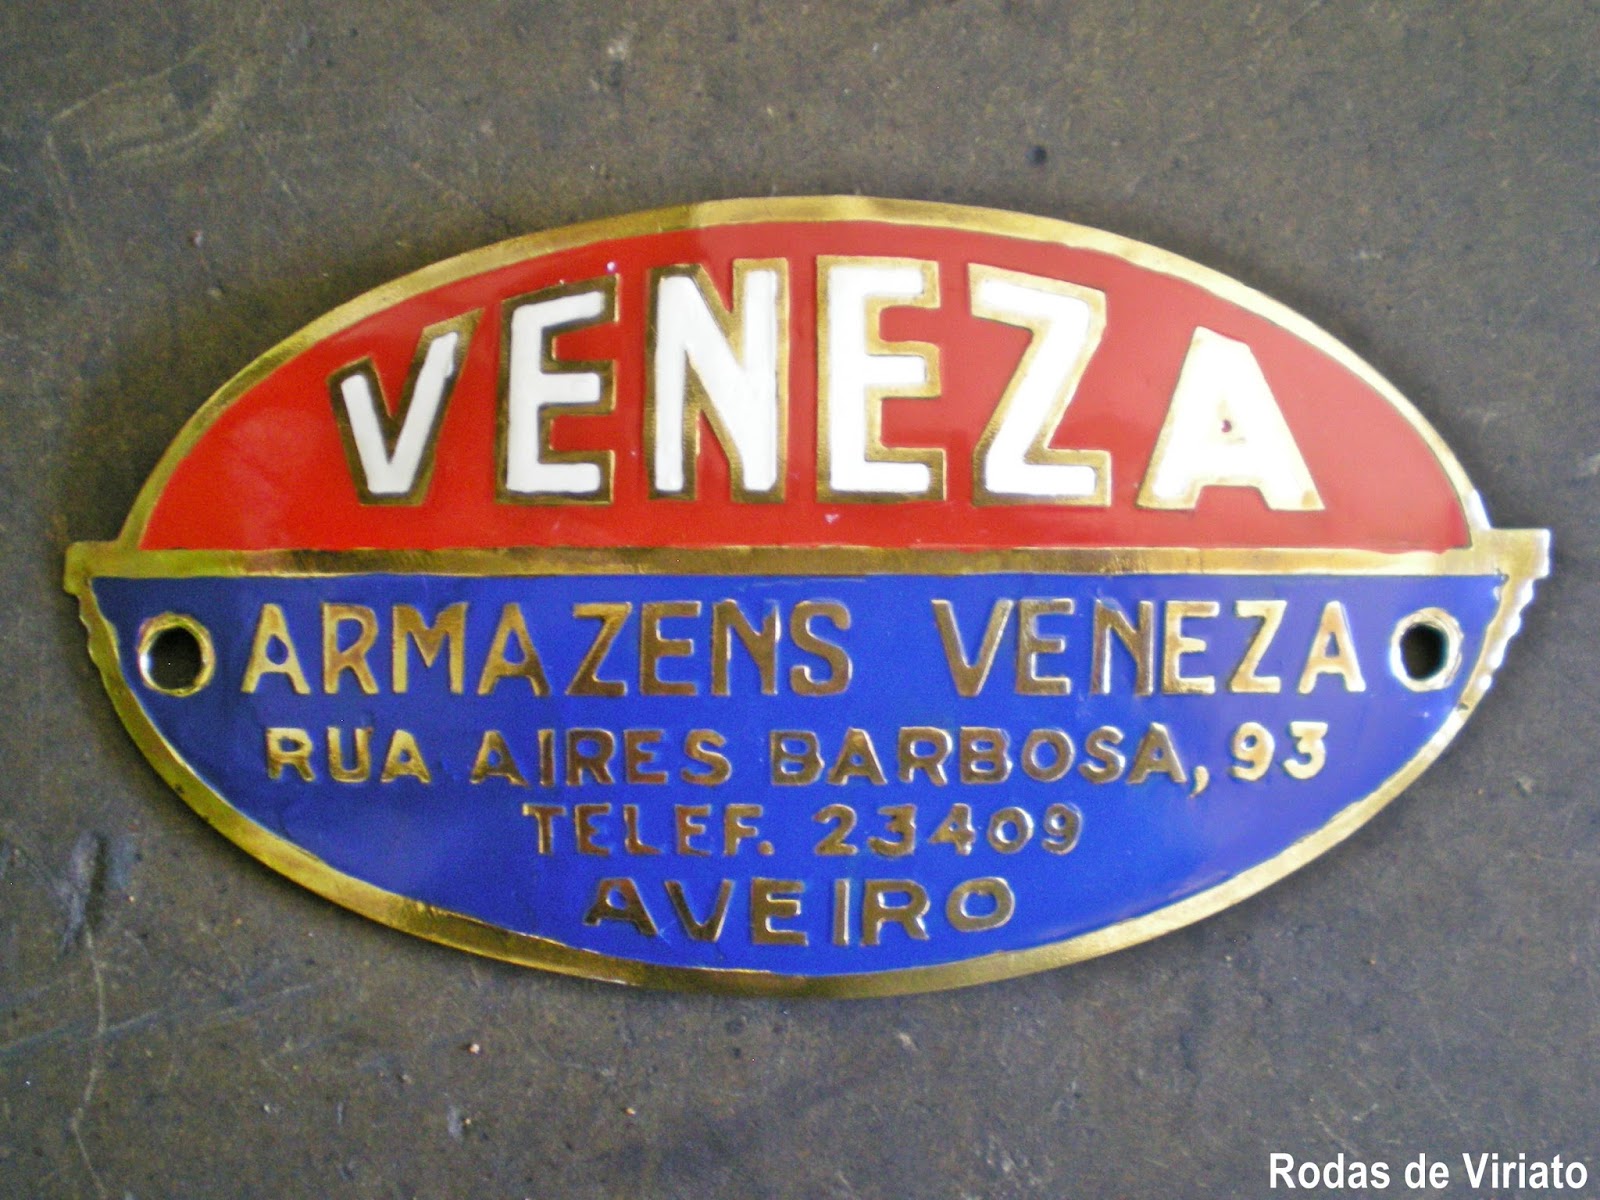 VENEZA
ARMAZENS VENEZA
RUA AIRES BARBOSA, 93
TELEF. 23409
AVEIRO
Rodas de Viriato